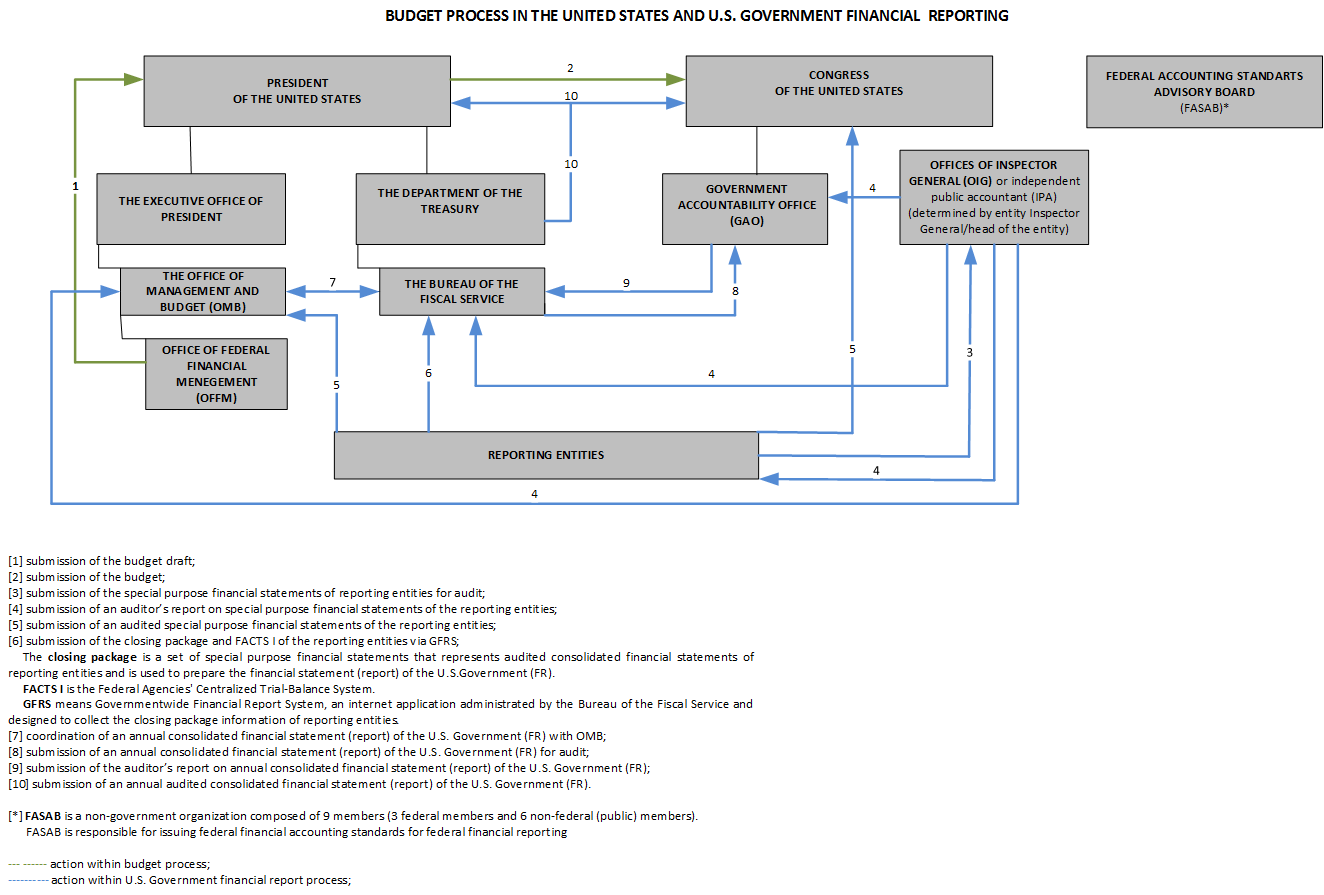 BUDGET PROCESS IN THE UNITED STATES AND U.S. GOVERNMENT FINANCIAL REPORTING
PRESIDENT
OF THE UNITED STATES
2
10
CONGRESS
OF THE UNITED STATES
FEDERAL ACCOUNTING STANDARTS
ADVISORY BOARD
(FASAB)*
1
10
THE EXECUTIVE OFFICE OF
PRESIDENT
THE DEPARTMENT OF THE
TREASURY
GOVERNMENT
ACCOUNTABILITY OFFICE
(GAO)
4
OFFICES OF INSPECTOR
GENERAL (OIG) or independent
public accountant (IPA)
(determined by entity Inspector
General/head of the entity)
THE OFFICE OF
MANAGEMENT AND
BUDGET (OMB)
7
THE BUREAU OF THE
FISCAL SERVICE
9
8
OFFICE OF FEDERAL
FINANCIAL
MENEGEMENT
(OFFM)
5
6
4
5
3
REPORTING ENTITIES
4
4
[1] submission of the budget draft;
[2] submission of the budget;
[3] submission of the special purpose financial statements of reporting entities for audit;
[4] submission of an auditor's report on special purpose financial statements of the reporting entities;
[5] submission of an audited special purpose financial statements of the reporting entities;
[6] submission of the closing package and FACTS I of the reporting entities via GFRS;
The closing package is a set of special purpose financial statements that represents audited consolidated financial statements of
reporting entities and is used to prepare the financial statement (report) of the U.S.Government (FR).
FACTS I is the Federal Agencies' Centralized Trial-Balance System.
GFRS means Governmentwide Financial Report System, an internet application administrated by the Bureau of the Fiscal Service and
designed to collect the closing package information of reporting entities.
[7] coordination of an annual consolidated financial statement (report) of the U.S. Government (FR) with OMB;
[8] submission of an annual consolidated financial statement (report) of the U.S. Government (FR) for audit;
[9] submission of the auditor's report on annual consolidated financial statement (report) of the U.S. Government (FR);
[10] submission of an annual audited consolidated financial statement (report) of the U.S. Government (FR).
[*] FASAB is a non-government organization composed of 9 members (3 federal members and 6 non-federal (public) members).
FASAB is responsible for issuing federal financial accounting standards for federal financial reporting
--- ------ action within budget process;
---------- action within U.S. Government financial report process;